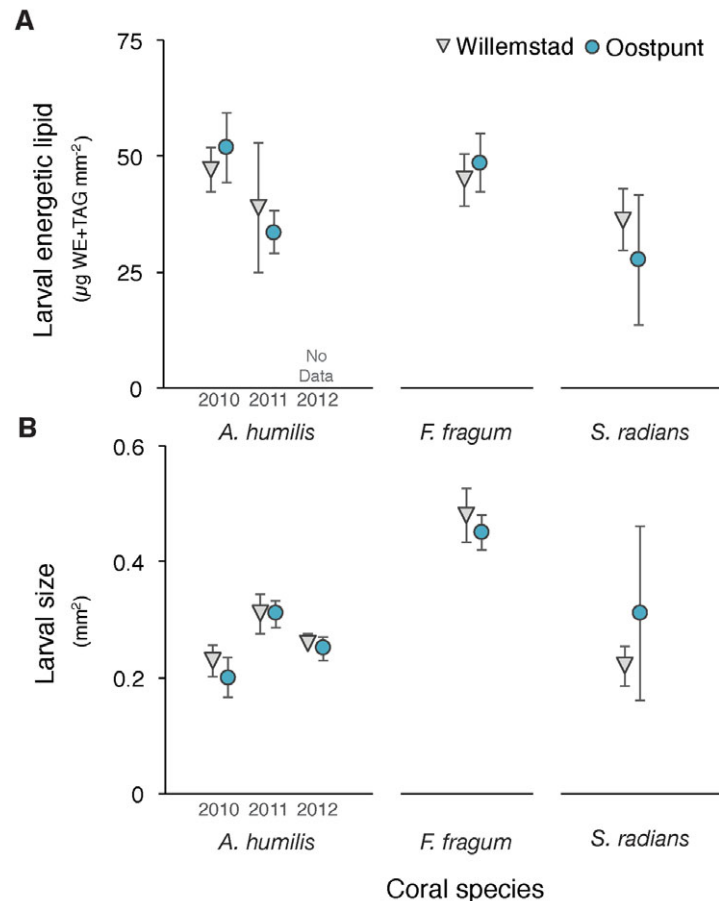 A
75
Willemstad Oostpunt
Larval energetic lipid
(µg WE+TAG mm-2)
50
25
0
No
Data
2010 2011 2012
A. humilis F. fragum S. radians
B
0.6
Larval size
(mm2)
0.4
0.2
0
2010 2011 2012
A. humilis F. fragum S. radians
Coral species